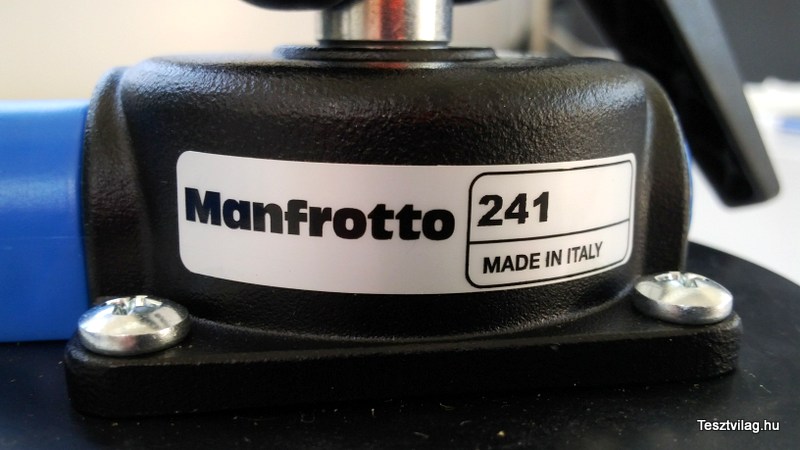 Manfrotto
241
MADE IN ITALY
Tesztvilag.hu